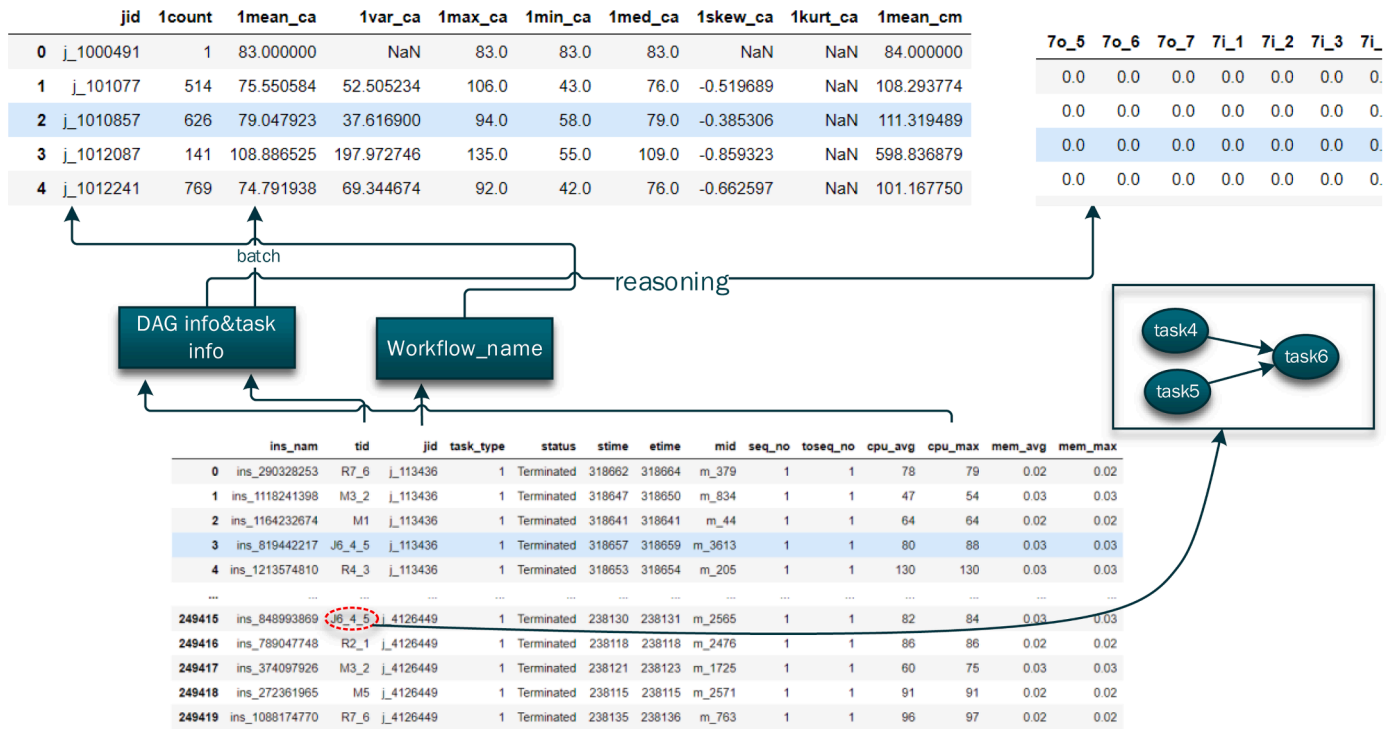 jid 1count 1mean_ca 1var_ca 1max_ca 1min_ca 1med_ca 1skew_ca 1kurt_ca 1mean_cm
0 j_1000491 1 83.000000 NaN 83.0 83.0 83.0 NaN NaN 84.000000
1 j_101077 514 75.550584 52.505234 106.0 43.0 76.0 -0.519689 NaN 108.293774
2 j_1010857 626 79.047923 37.616900 94.0 58.0 79.0 -0.385306 NaN 111.319489
3 j_1012087 141 108.886525 197.972746 135.0 55.0 109.0 -0.859323 NaN 598.836879
4 j_1012241 769 74.791938 69.344674 92.0 42.0 76.0 -0.662597 NaN 101.167750
7o_5 7o_6 7o_7 7i_1 7i_2 7i_3 7i_
0.0 0.0 0.0 0.0 0.0 0.0 0.
0.0 0.0 0.0 0.0 0.0 0.0 0.
0.0 0.0 0.0 0.0 0.0 0.0 0.
0.0 0.0 0.0 0.0 0.0 0.0 0.
batch
reasoning
DAG info&task
info
Workflow_name
task4
task6
task5
ins_nam tid jid task_type status stime etime mid seq_no toseq_no cpu_avg cpu_max mem_avg mem_max
0 ins_290328253 R7_6 j_113436 1 Terminated 318662 318664 m_379 1 1 78 79 0.02 0.02
1 ins_1118241398 M3_2 j_113436 1 Terminated 318647 318650 m_834 1 1 47 54 0.03 0.03
2 ins_1164232674 M1 j_113436 1 Terminated 318641 318641 m_44 1 1 64 64 0.02 0.02
3 ins_819442217 J6_4_5 j_113436 1 Terminated 318657 318659 m_3613 1 1 80 88 0.03 0.03
4 ins_1213574810 R4_3 j_113436 1 Terminated 318653 318654 m_205 1 1 130 130 0.03 0.03
... ... ... ... ... ... ... ... ... ... ... ... ... ... ...
249415 ins_848993869 J6_4_5 j_4126449 1 Terminated 238130 238131 m_2565 1 1 82 84 0.03 0.03
249416 ins_789047748 R2_1 j_4126449 1 Terminated 238118 238118 m_2476 1 1 86 86 0.02 0.02
249417 ins_374097926 M3_2 j_4126449 1 Terminated 238121 238123 m_1725 1 1 60 75 0.03 0.03
249418 ins_272361965 M5 j_4126449 1 Terminated 238115 238115 m_2571 1 1 91 91 0.02 0.02
249419 ins_1088174770 R7_6 j_4126449 1 Terminated 238135 238136 m_763 1 1 96 97 0.02 0.02